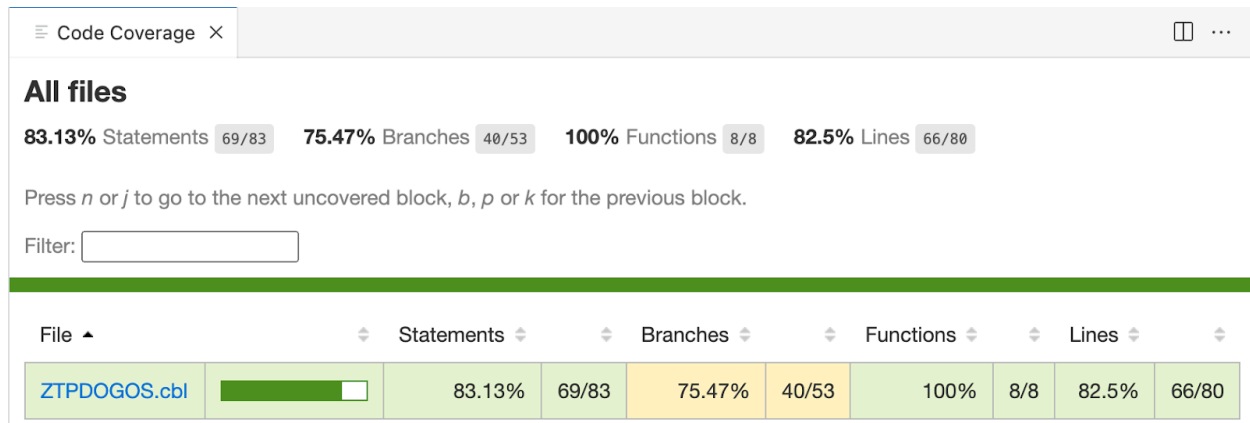 Code Coverage
All files
83.13% Statements 69/83 75.47% Branches 40/53 100% Functions 8/8 82.5% Lines 66/80
Press n or j to go to the next uncovered block, b, p or k for the previous block.
Filter:
File Statements Branches Functions Lines
ZTPDOGOS.cbl 83.13% 69/83 75.47% 40/53 100% 8/8 82.5% 66/80